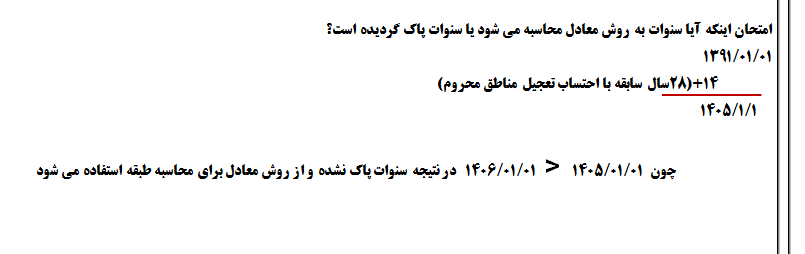 امتحان اینکه آیا سنوات به روش معادل محاسبه می شود یا سنوات پاک گردیده است؟
۱۳۹۱/۰۱/۰۱
۱۴+(۲۸سال سابقه با احتساب تعجیل مناطق محروم)
۱۴۰۵/۱/۱
چون ۱۴۰۵/۰۱/۰۱ > ۱۴۰۶/۰۱/۰۱ در نتیجه سنوات پاک نشده و از روش معادل برای محاسبه طبقه استفاده می شود